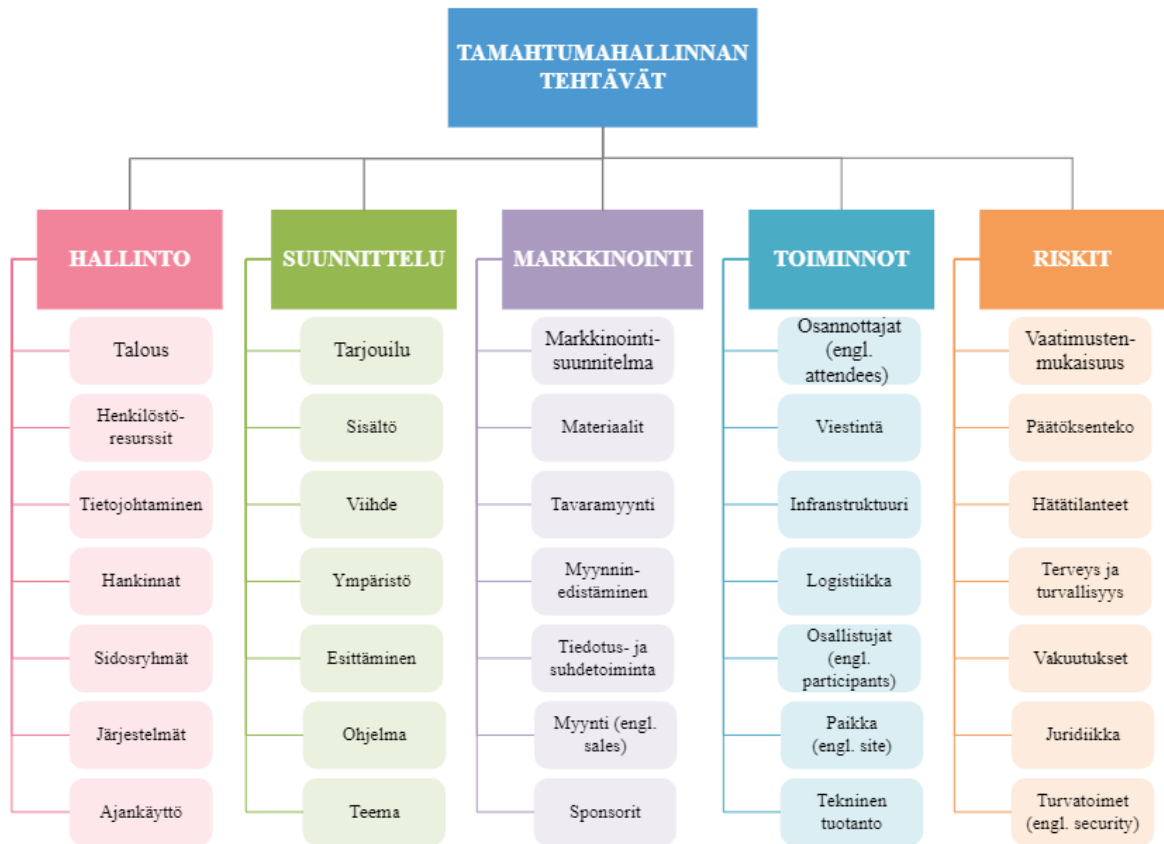 TAMAHTUMAHALLINNAN
TEHTÄVÄT
HALLINTO
Talous
Henkilöstö-
resurssit
Tietojohtaminen
Hankinnat
Sidosryhmät
Järjestelmät
Ajankäyttö
SUUNNITTELU
Tarjouilu
Sisältö
Viihde
Ympäristö
Esittäminen
Ohjelma
Teema
MARKKINOINTI
Markkinointi-
suunnitelma
Materiaalit
Tavaramyynti
Myynnin-
edistäminen
Tiedotus- ja
suhdetoiminta
Myynti (engl.
sales)
Sponsorit
TOIMINNOT
Osannottajat
(engl.
attendees)
Viestintä
Infranstruktuuri
Logistiikka
Osallistujat
(engl.
participants)
Paikka
(engl. site)
Tekninen
tuotanto
RISKIT
Vaatimusten-
mukaisuus
Päätöksenteko
Hätätilanteet
Terveys ja
turvallisyys
Vakuutukset
Juridiikka
Turvatoimet
(engl. security)